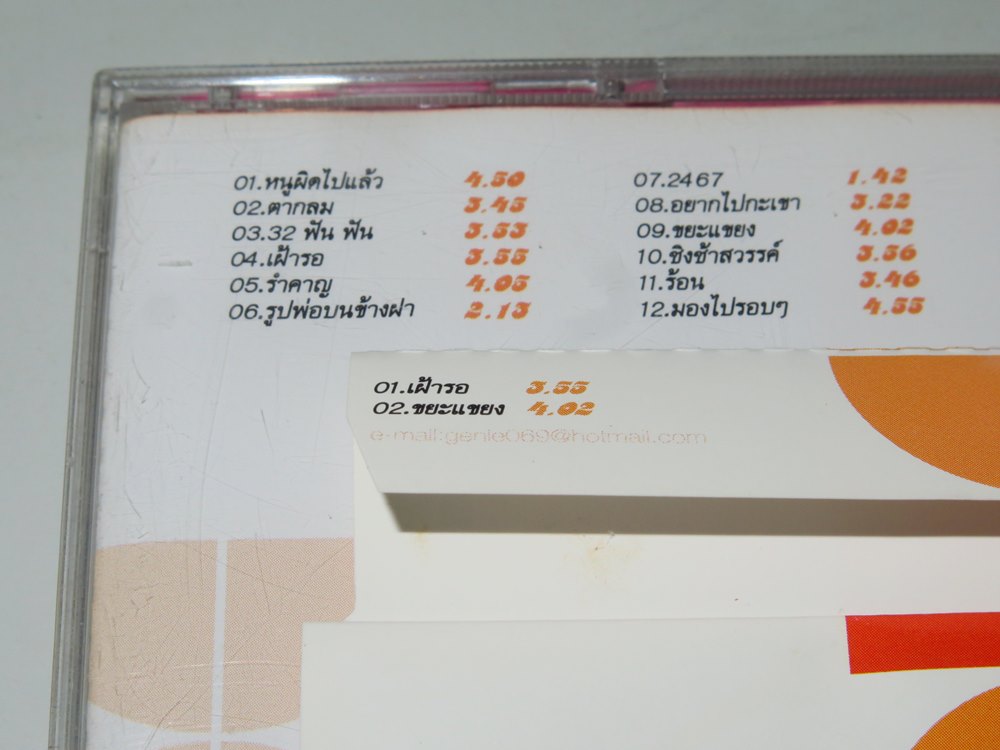 01.หนูผิดไปแล้ว 4.50
02.ตากลม 3.45
03.32 ฟัน ฟัน 3.53
04.เฝ้ารอ 3.55
05.รำคาญ 4.05
06.รูปพ่อบนข้างฝา 2.13
07.2467 1.42
08.อยากไปกะเขา 3.22
09.ขยะแขยง 4.02
10.ชิงช้าสวรรค์ 3.56
11.ร้อน 3.46
12.มองไปรอบๆ 4.55
01.เฝ้ารอ 3.55
02.ขยะแขยง 4.02
e-mail:genie069@hotmail.com